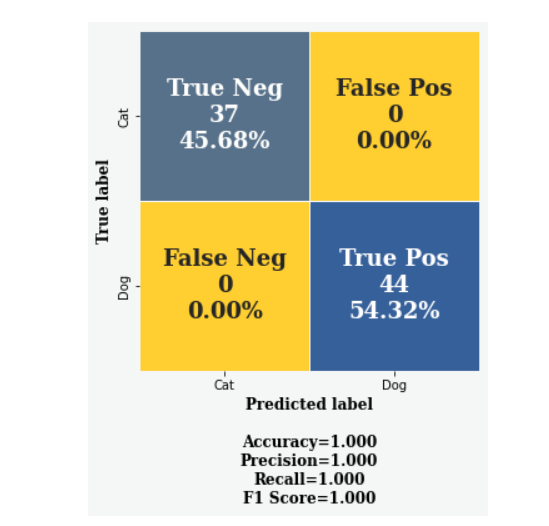 True Neg
37
45.68%
False Pos
0
0.00%
Cat
True label
False Neg
0
0.00%
True Pos
44
54.32%
Dog
Cat
Dog
Predicted label
Accuracy=1.000
Precision=1.000
Recall=1.000
F1 Score=1.000